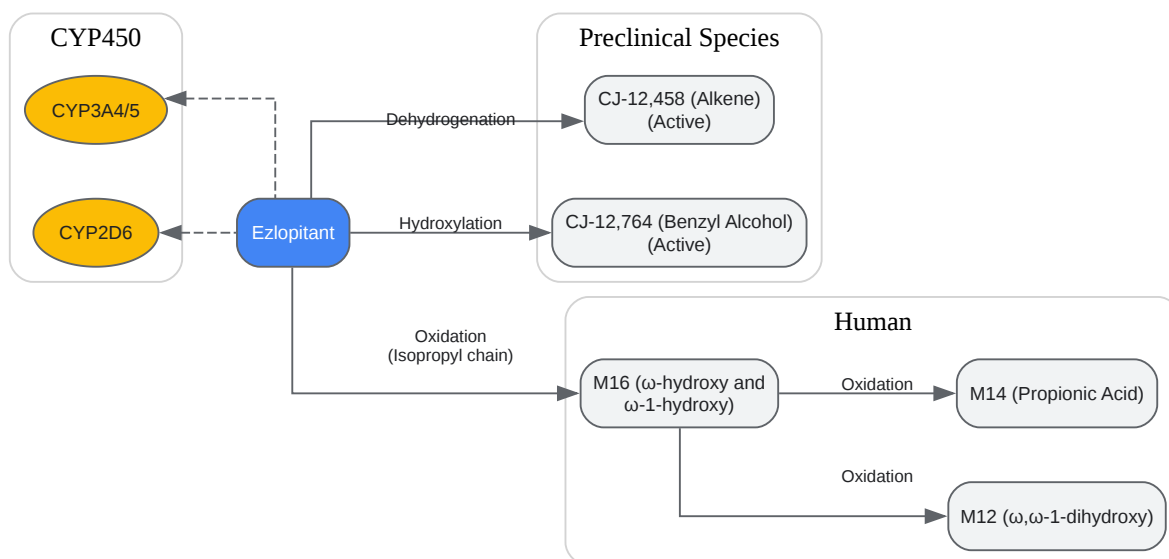 CYP450
Preclinical Species
CYP3A4/5
Dehydrogenation
CJ-12,458 (Alkene)
(Active)
CYP2D6
Ezlopitant
Hydroxylation
CJ-12,764 (Benzyl Alcohol)
(Active)
Human
Oxidation
(Isopropyl chain)
M16 (ω-hydroxy and
ω-1-hydroxy)
Oxidation
M14 (Propionic Acid)
Oxidation
M12 (ω,ω-1-dihydroxy)